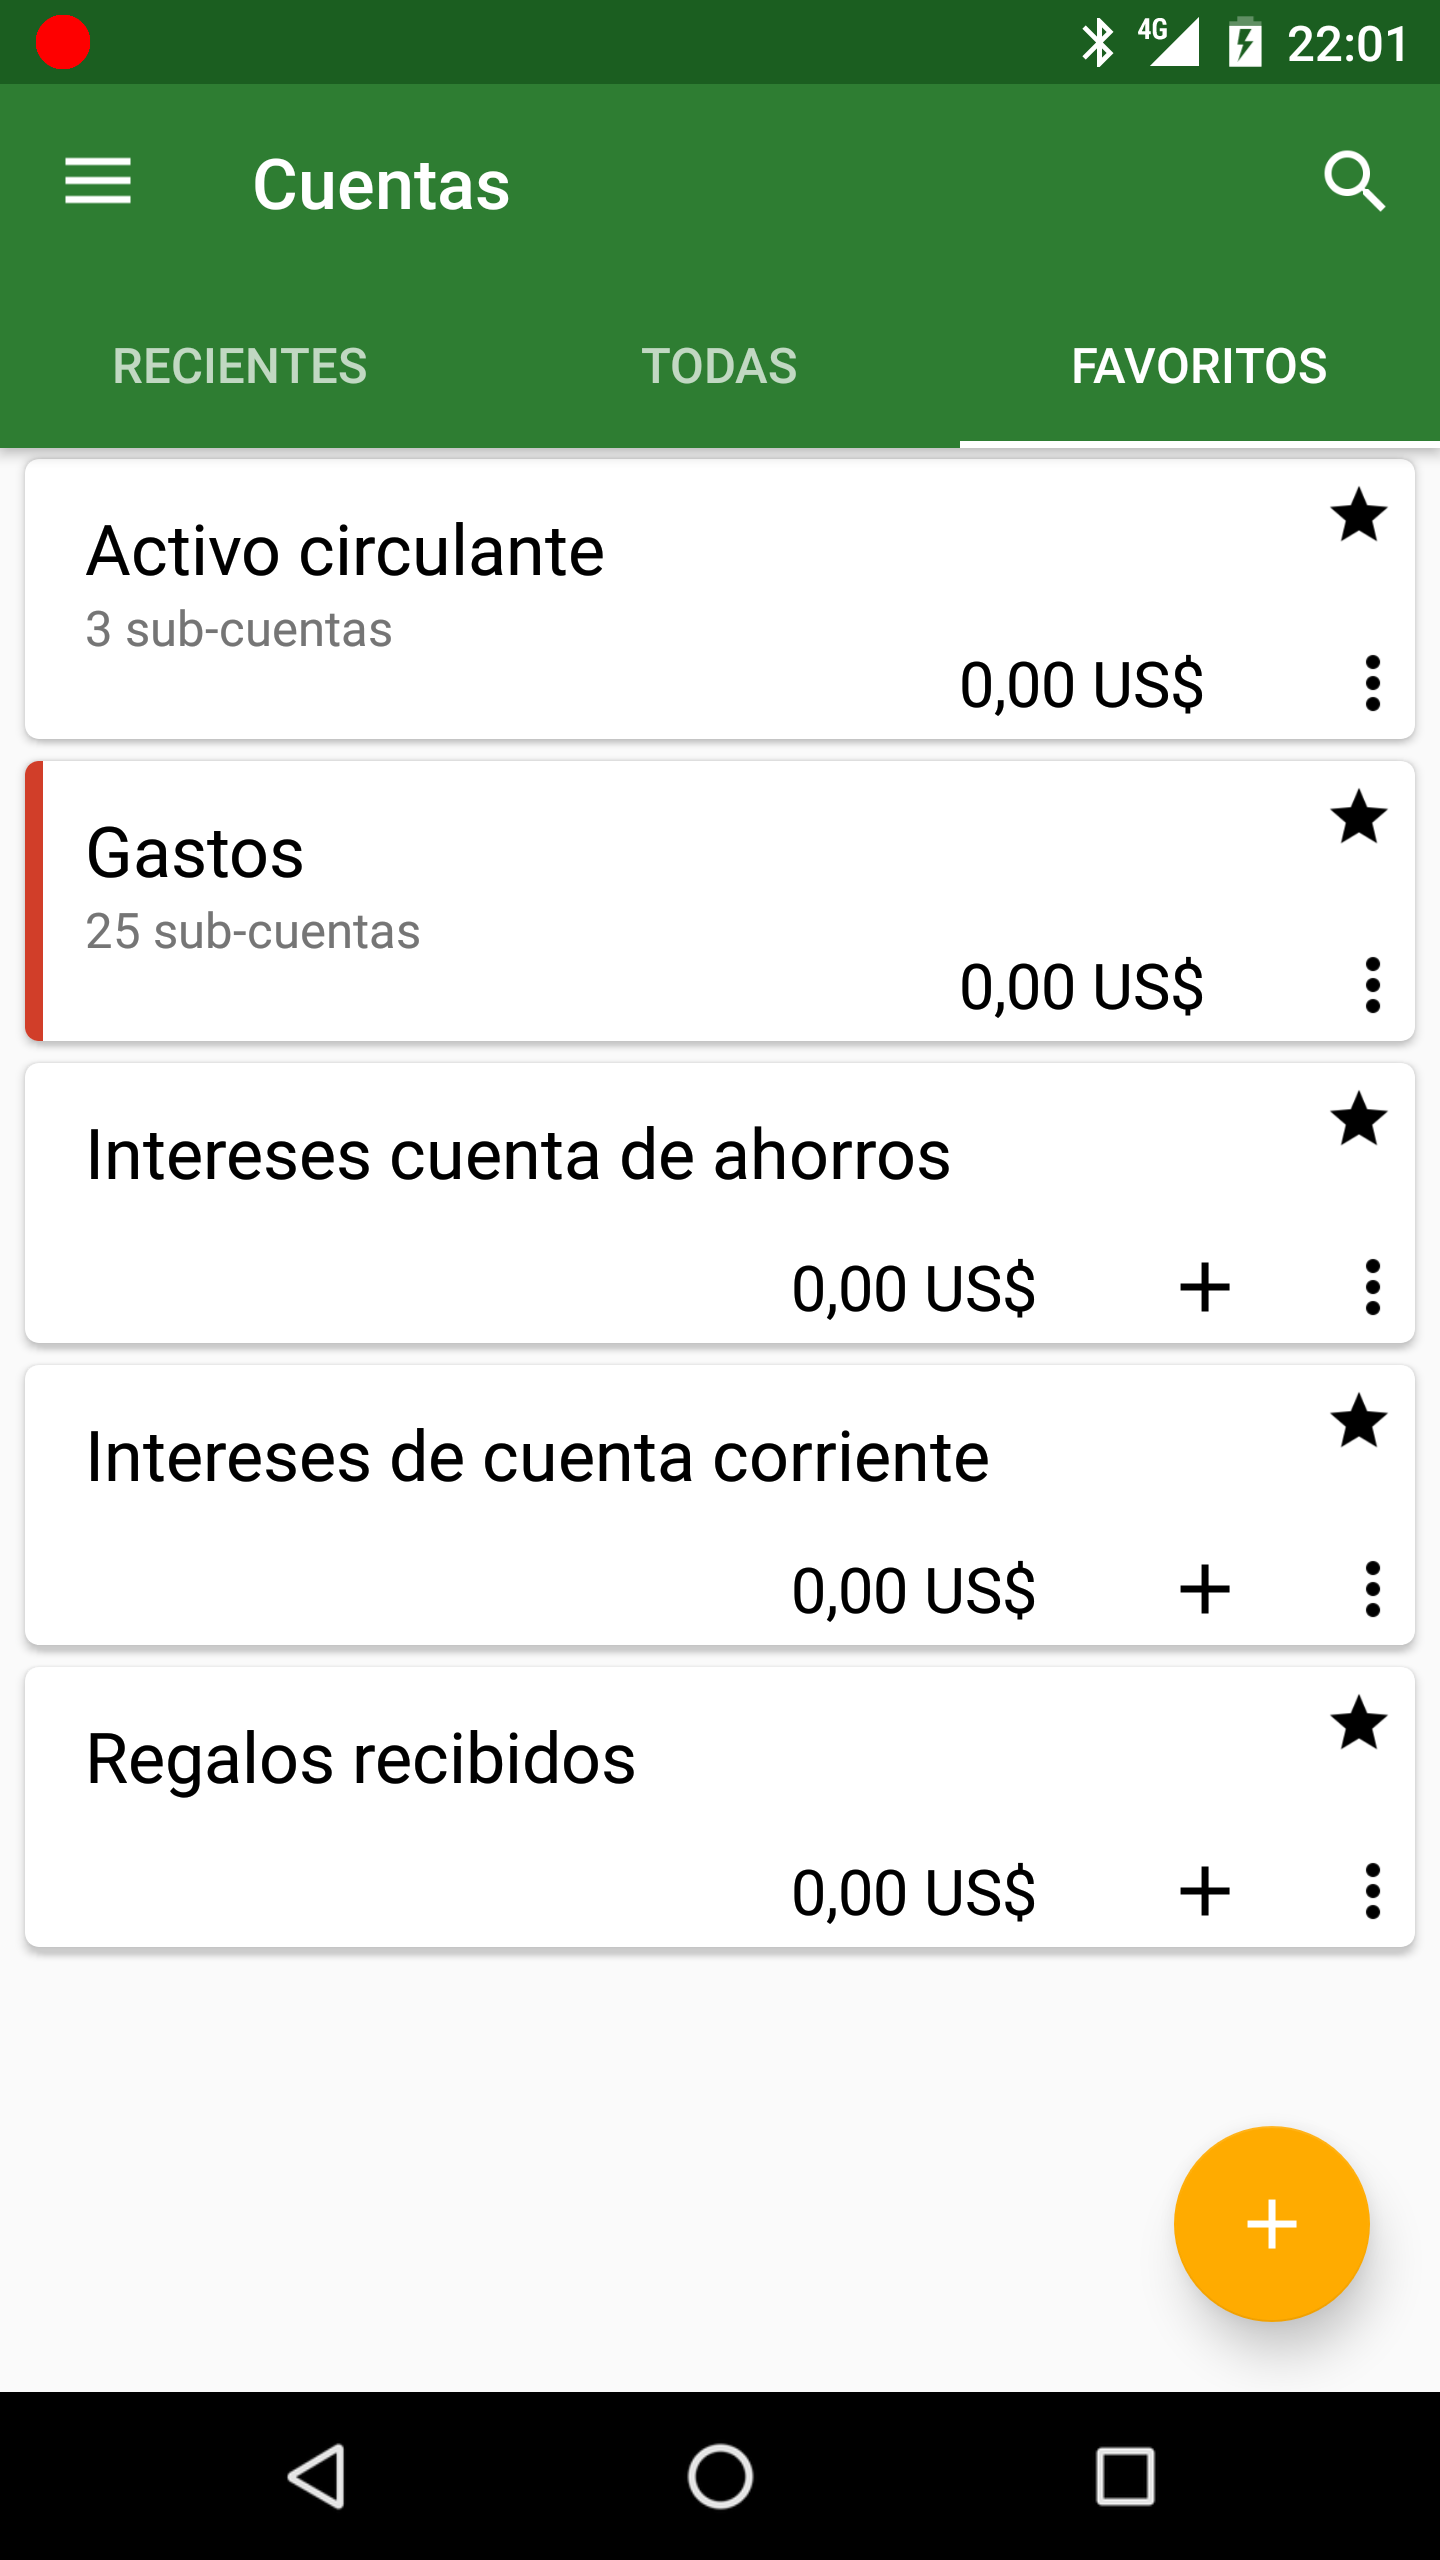 4G 22:01
Cuentas
RECIENTES TODAS FAVORITOS
Activo circulante
3 sub-cuentas
0,00 US$
Gastos
25 sub-cuentas
0,00 US$
Intereses cuenta de ahorros
0,00 US$
Intereses de cuenta corriente
0,00 US$
Regalos recibidos
0,00 US$